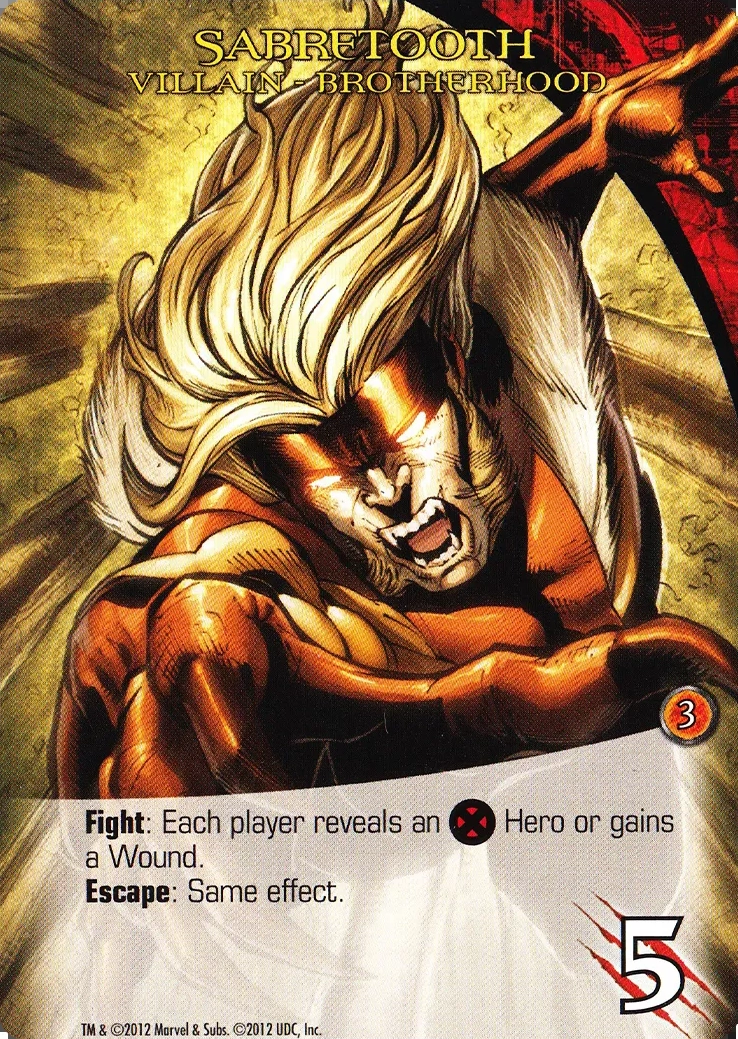 SABRETOOTH
VILLAIN - BROTHERHOOD
3
Fight: Each player reveals an Hero or gains
a Wound.
Escape: Same effect.
5
TM & ©2012 Marvel & Subs. ©2012 UDC, Inc.